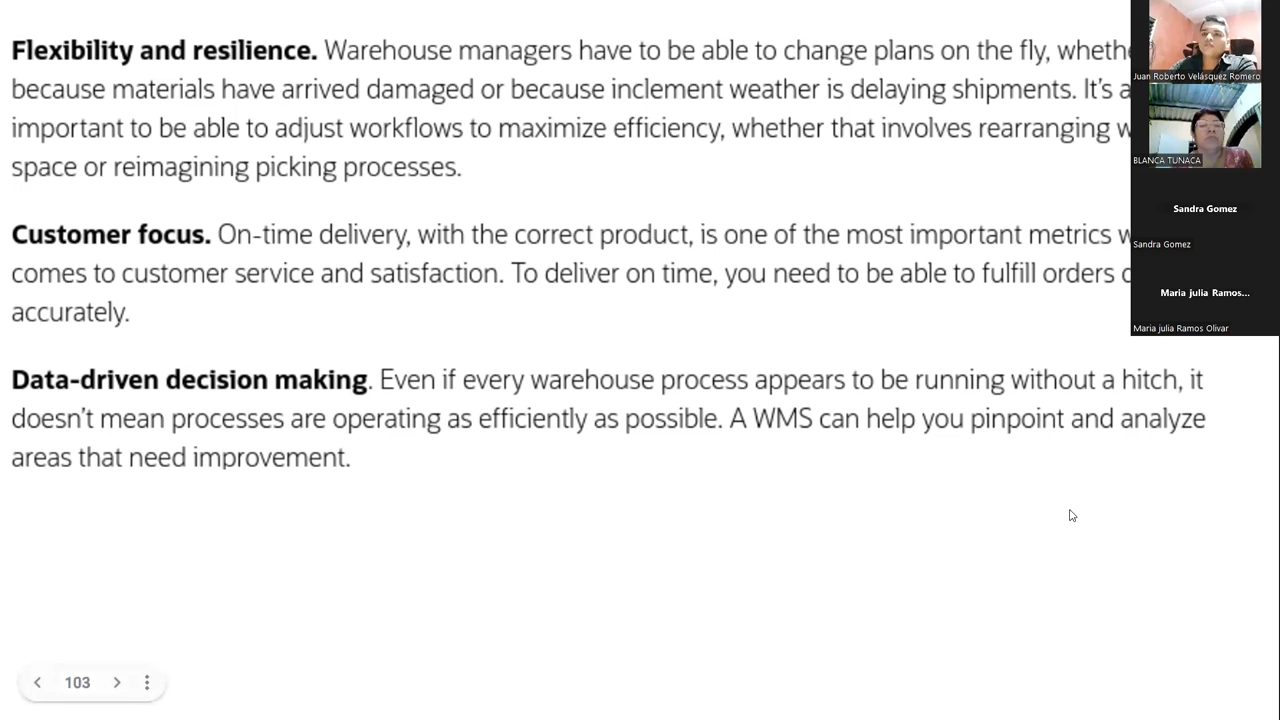 Flexibility and resilience. Warehouse managers have to be able to change plans on the fly,
because materials have arrived damaged or because inclement weather is delaying shipments. It’s
important to be able to adjust workflows to maximize efficiency, whether that involves rearranging
space or reimagining picking processes.
Customer focus. On-time delivery, with the correct product, is one of the most important metrics
comes to customer service and satisfaction. To deliver on time, you need to be able to fulfill orders
accurately.
Data-driven decision making. Even if every warehouse process appears to be running without a hitch, it
doesn’t mean processes are operating as efficiently as possible. A WMS can help you pinpoint and analyze
areas that need improvement.
Juan Roberto Velásquez Romero
BLANCA TUNACA
Sandra Gomez
Sandra Gomez
Maria julia Ramos...
Maria julia Ramos Olivar
103